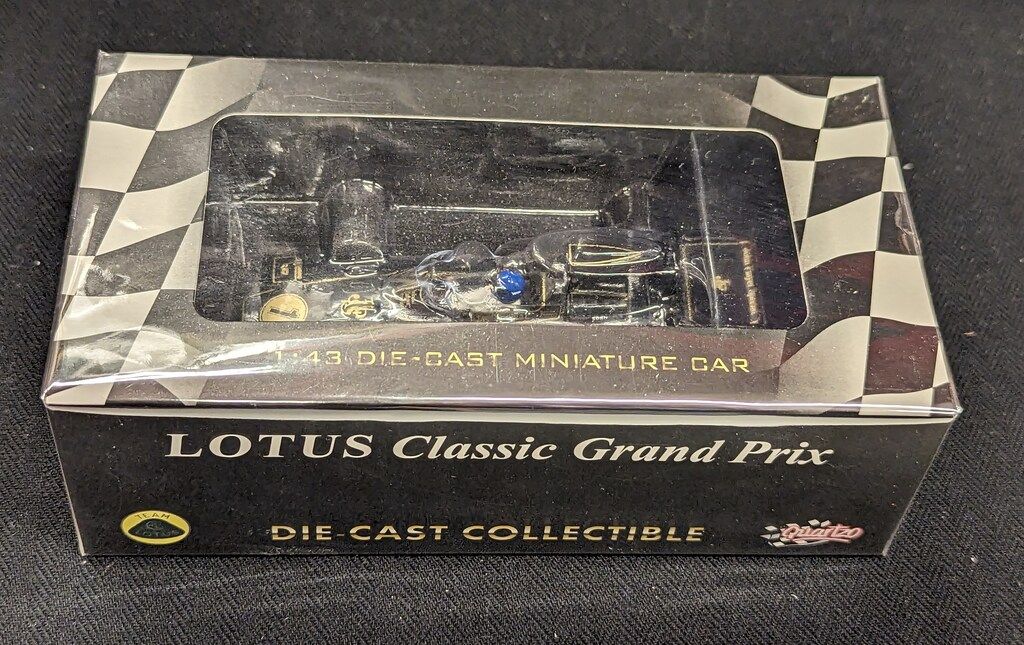 1:43 DIE-CAST MINIATURE CAR
LOTUS Classic Grand Prix
TEAM
LOTUS
DIE-CAST COLLECTIBLE
Quartzo